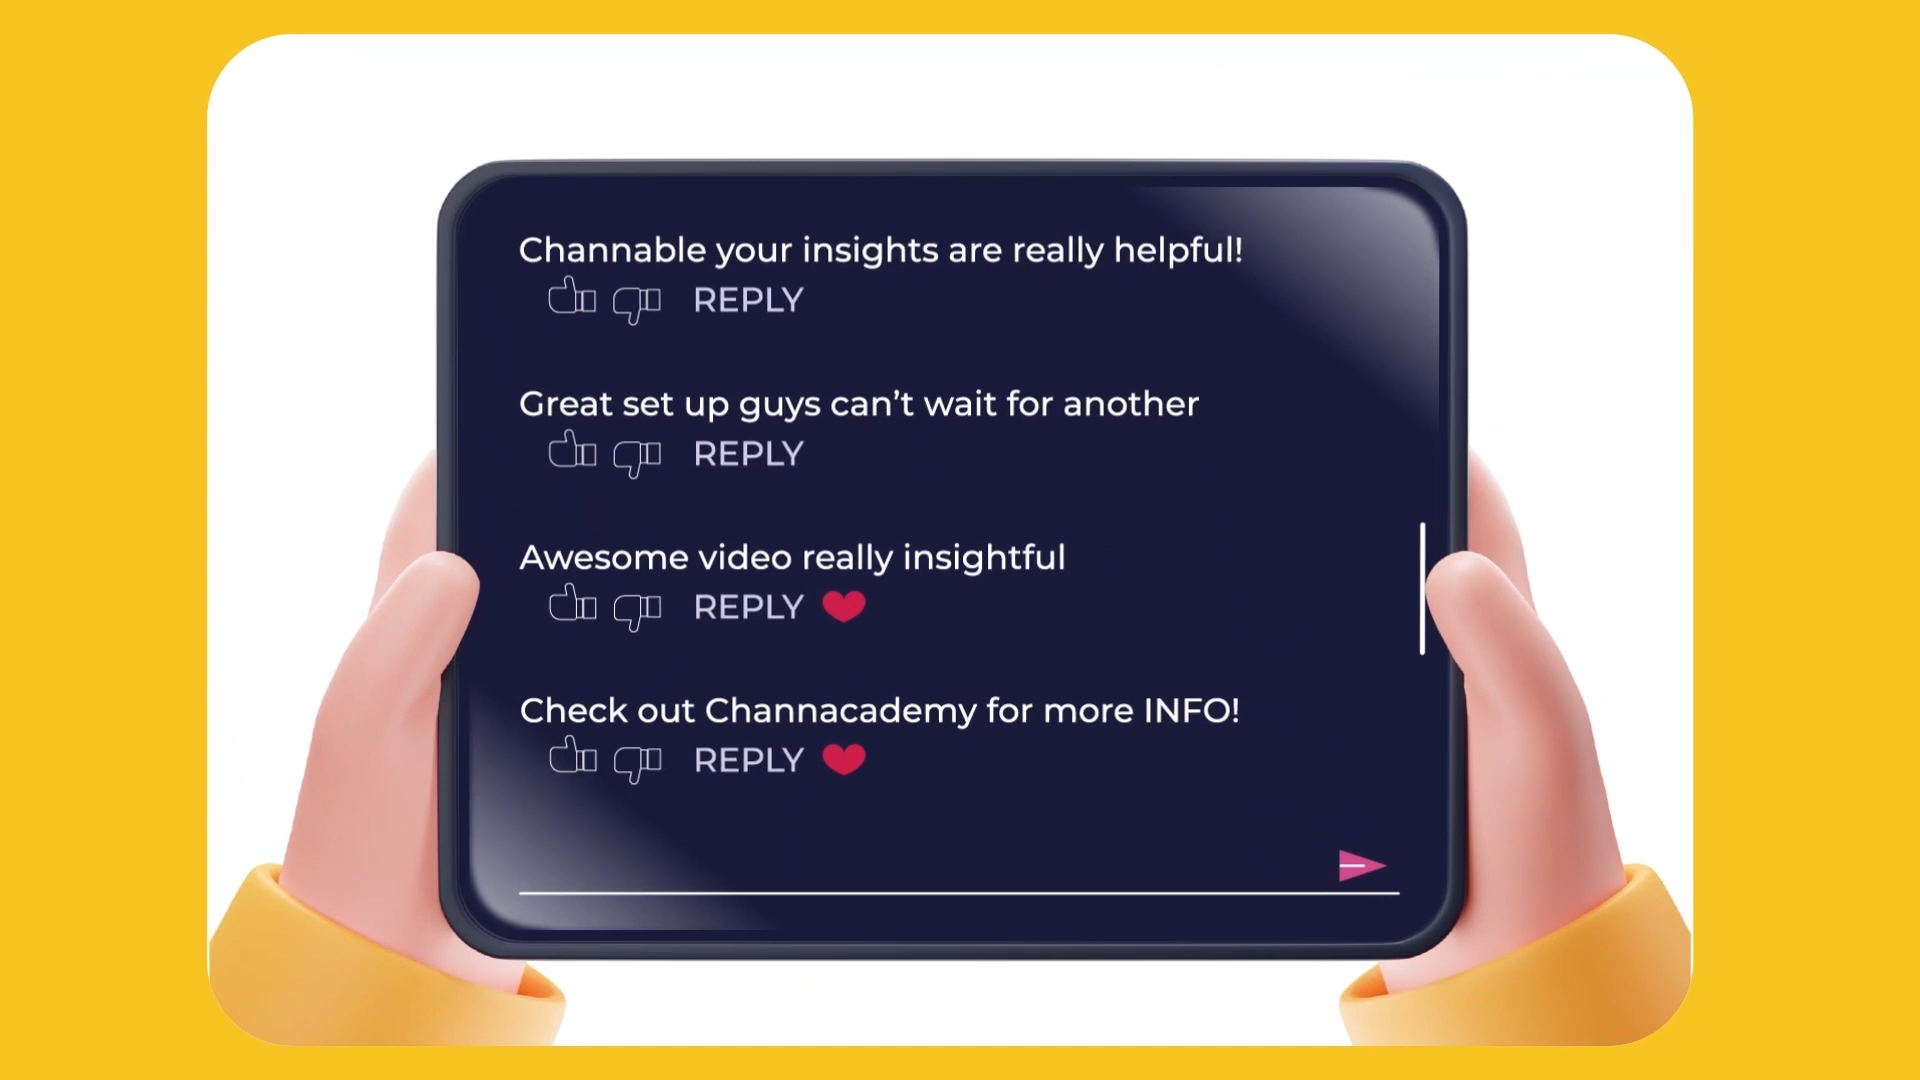 Channable your insights are really helpful!
REPLY
Great set up guys can’t wait for another
REPLY
Awesome video really insightful
REPLY
Check out Channacademy for more INFO!
REPLY